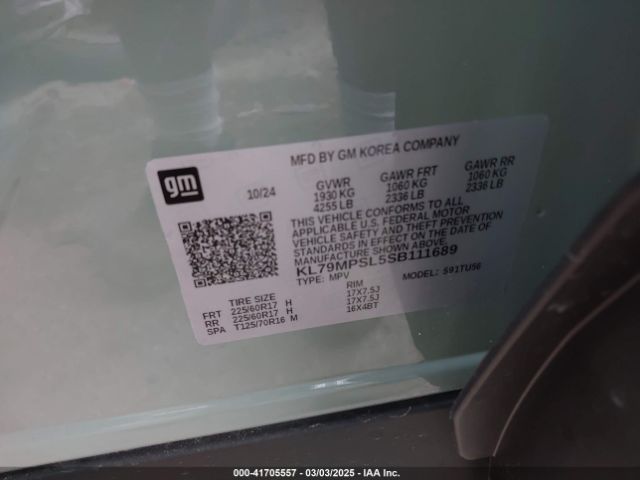 MFD BY GM KOREA COMPANY
gm
10/24
GVWR GAWR FRT GAWR RR
1930 KG 1060 KG 1060 KG
4255 LB 2336 LB 2336 LB
THIS VEHICLE CONFORMS TO ALL
APPLICABLE U.S. FEDERAL MOTOR
VEHICLE SAFETY AND THEFT PREVENTION
STANDARDS IN EFFECT ON THE DATE OF
MANUFACTURE SHOWN ABOVE.
KL79MPSL5SB111689
TYPE: MPV MODEL: 591TU56
TIRE SIZE RIM
FRT 225/60R17 H 17X7.5J
RR 225/60R17 H 17X7.5J
SPA T125/70R16 M 16X4BT
000-41705557 - 03/03/2025 - IAA Inc.